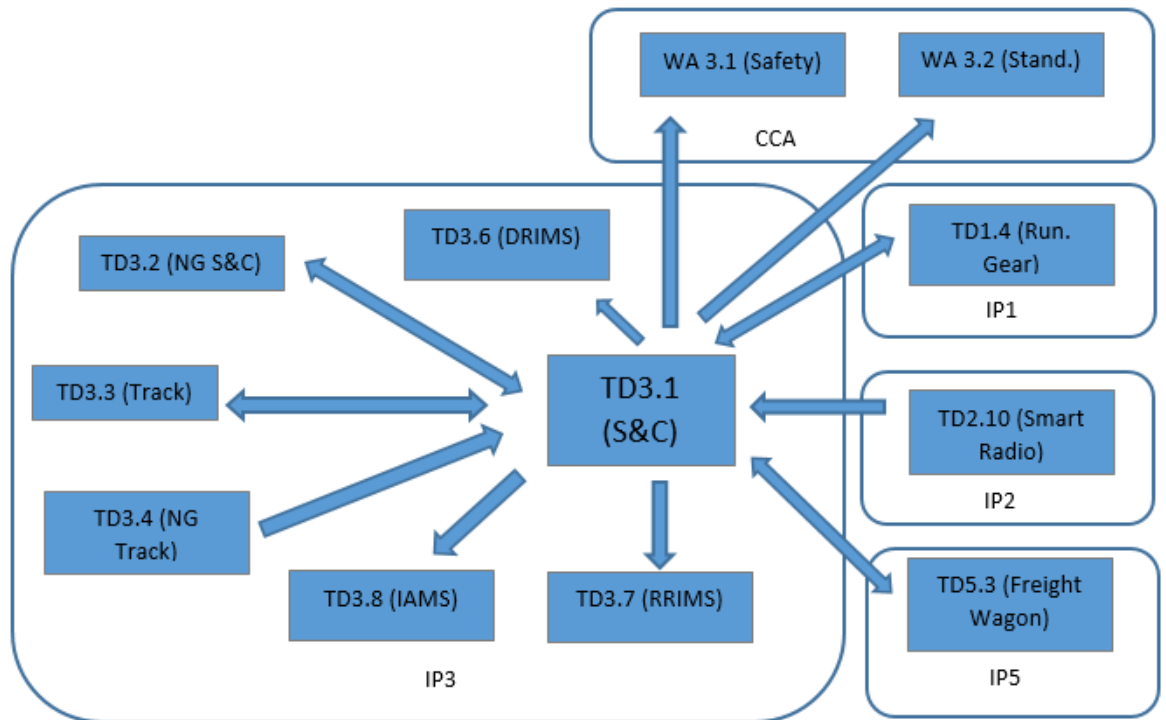 WA 3.1 (Safety)
WA 3.2 (Stand.)
CCA
TD3.6 (DRIMS)
TD3.2 (NG S&C)
TD1.4 (Run.
Gear)
IP1
TD3.3 (Track)
TD3.1
(S&C)
TD2.10 (Smart
Radio)
IP2
TD3.4 (NG
Track)
TD3.8 (IAMS)
TD3.7 (RRIMS)
IP3
TD5.3 (Freight
Wagon)
IP5